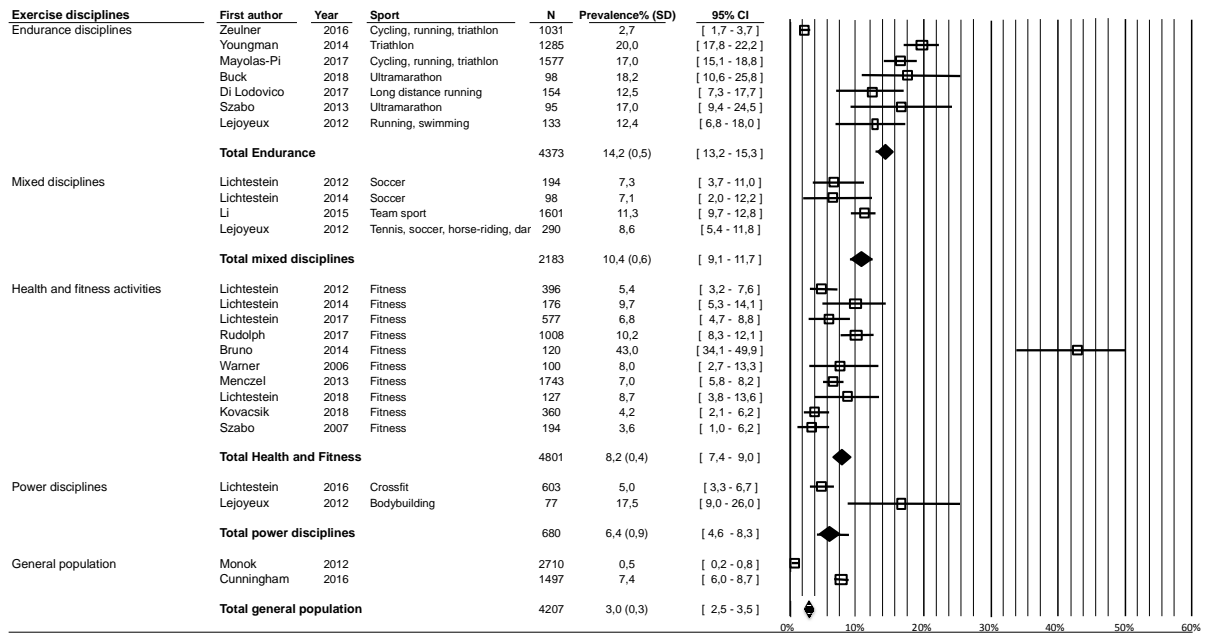 Exercise disciplines First author Year Sport N Prevalence% (SD) 95% CI
Endurance disciplines Zeulner 2016 Cycling, running, triathlon 1031 2,7 [ 1,7 - 3,7 ]
Youngman 2014 Triathlon 1285 20,0 [ 17,8 - 22,2 ]
Mayolas-Pi 2017 Cycling, running, triathlon 1577 17,0 [ 15,1 - 18,8 ]
Buck 2018 Ultramarathon 98 18,2 [ 10,6 - 25,8 ]
Di Lodovico 2017 Long distance running 154 12,5 [ 7,3 - 17,7 ]
Szabo 2013 Ultramarathon 95 17,0 [ 9,4 - 24,5 ]
Lejoyeux 2012 Running, swimming 133 12,4 [ 6,8 - 18,0 ]
Total Endurance 4373 14,2 (0,5) [ 13,2 - 15,3 ]
Mixed disciplines Lichtestein 2012 Soccer 194 7,3 [ 3,7 - 11,0 ]
Lichtestein 2014 Soccer 98 7,1 [ 2,0 - 12,2 ]
Li 2015 Team sport 1601 11,3 [ 9,7 - 12,8 ]
Lejoyeux 2012 Tennis, soccer, horse-riding, dar 290 8,6 [ 5,4 - 11,8 ]
Total mixed disciplines 2183 10,4 (0,6) [ 9,1 - 11,7 ]
Health and fitness activities Lichtestein 2012 Fitness 396 5,4 [ 3,2 - 7,6 ]
Lichtestein 2014 Fitness 176 9,7 [ 5,3 - 14,1 ]
Lichtestein 2017 Fitness 577 6,8 [ 4,7 - 8,8 ]
Rudolph 2017 Fitness 1008 10,2 [ 8,3 - 12,1 ]
Bruno 2014 Fitness 120 43,0 [ 34,1 - 49,9 ]
Warner 2006 Fitness 100 8,0 [ 2,7 - 13,3 ]
Menczel 2013 Fitness 1743 7,0 [ 5,8 - 8,2 ]
Lichtestein 2018 Fitness 127 8,7 [ 3,8 - 13,6 ]
Kovacsik 2018 Fitness 360 4,2 [ 2,1 - 6,2 ]
Szabo 2007 Fitness 194 3,6 [ 1,0 - 6,2 ]
Total Health and Fitness 4801 8,2 (0,4) [ 7,4 - 9,0 ]
Power disciplines Lichtestein 2016 Crossfit 603 5,0 [ 3,3 - 6,7 ]
Lejoyeux 2012 Bodybuilding 77 17,5 [ 9,0 - 26,0 ]
Total power disciplines 680 6,4 (0,9) [ 4,6 - 8,3 ]
General population Monok 2012 2710 0,5 [ 0,2 - 0,8 ]
Cunningham 2016 1497 7,4 [ 6,0 - 8,7 ]
Total general population 4207 3,0 (0,3) [ 2,5 - 3,5 ]
0% 10% 20% 30% 40% 50% 60%